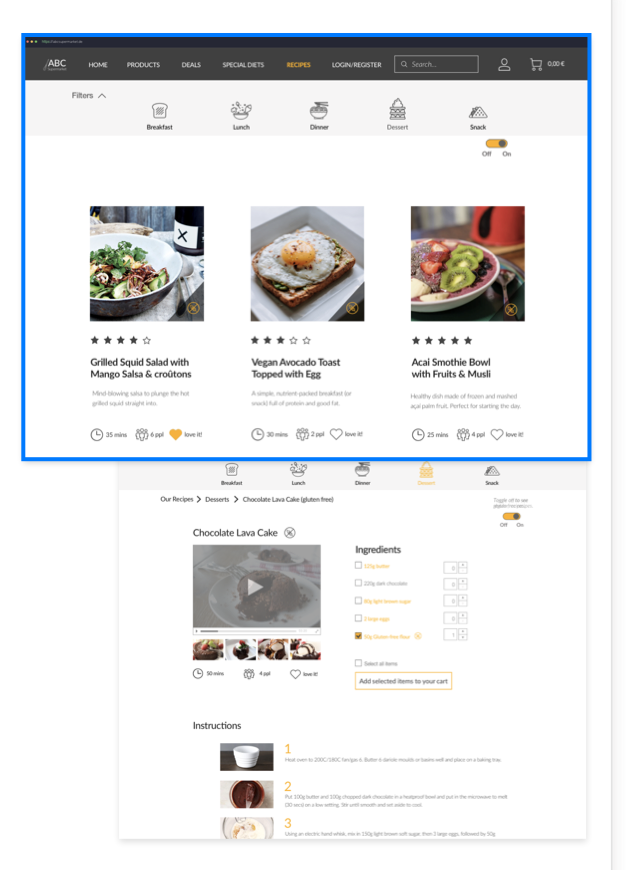 /ABC
Supermarket
HOME
PRODUCTS
DEALS
SPECIAL DIETS
RECIPES
LOGIN/REGISTER
Search...
0,00 €
Filters
Breakfast
Lunch
Dinner
Dessert
Snack
Off On
Grilled Squid Salad with
Mango Salsa & croûtons
Mind-blowing salsa to plunge the hot
grilled squid straight into.
35 mins 6 ppl love it!
Vegan Avocado Toast
Topped with Egg
A simple, nutrient-packed breakfast (or
snack) full of protein and good fat.
30 mins 2 ppl love it!
Acai Smothie Bowl
with Fruits & Musli
Healthy dish made of frozen and mashed
açaí palm fruit. Perfect for starting the day.
25 mins 4 ppl love it!
Breakfast
Lunch
Dinner
Dessert
Snack
Our Recipes > Desserts > Chocolate Lava Cake (gluten free)
Toggle off to see
Off On
Chocolate Lava Cake
50 mins 4 ppl love it!
Ingredients
120g butter 0
220g dark chocolate 0
80g light brown sugar 0
2 large eggs 0
50g Gluten-free flour 1
Select all items
Add selected items to your cart
Instructions
1
Heat oven to 200C/180C fan/gas 6. Butter 6 dariole moulds or basins well and place on a baking tray.
2
Put 100g butter and 100g chopped dark chocolate in a heatproof bowl and put in the microwave to melt
(30 secs) on a low setting. Stir until smooth and set aside to cool.
3
Using an electric hand whisk, mix in 230g light brown soft sugar, then 2 large eggs, followed by 50g